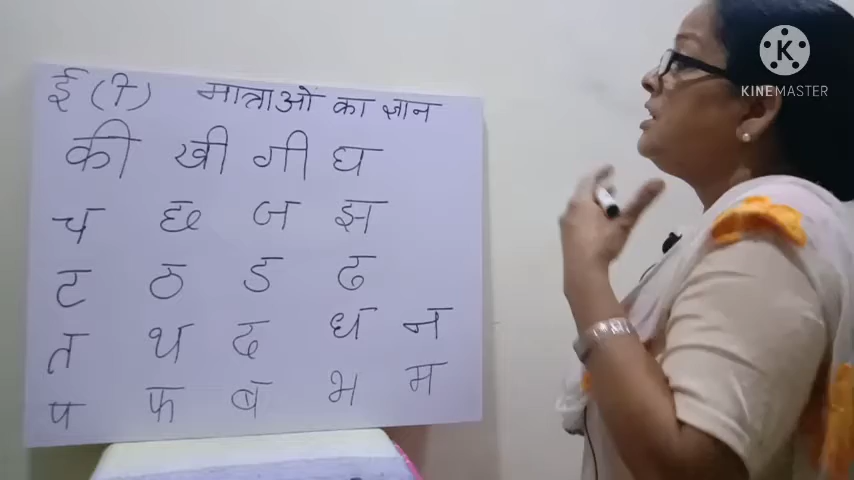 ई (ी) मात्राओं का ज्ञान
की खी गी घ
च छ ज झ
ट ठ ड ढ
त थ द ध न
प फ ब भ म
K
KINEMASTER